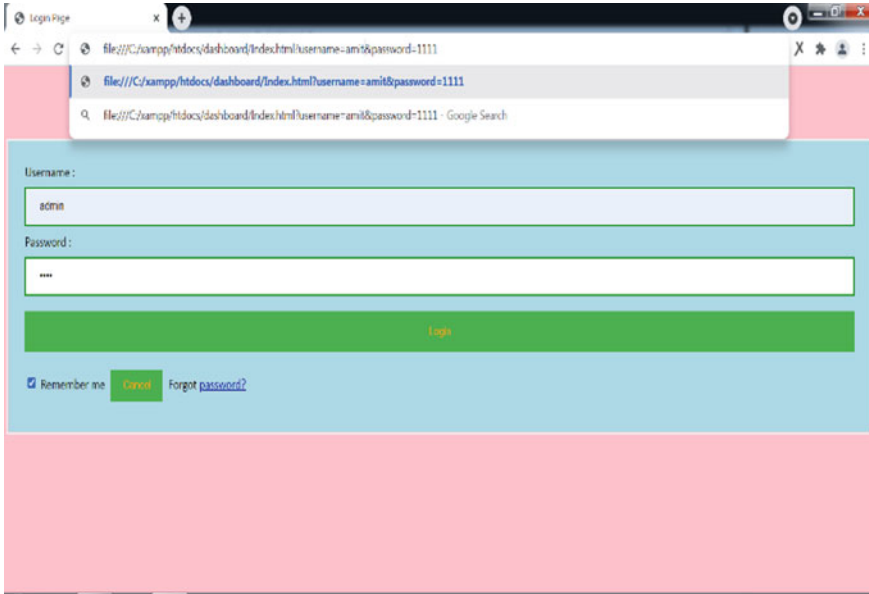 Login Page
file:///C:/xampp/htdocs/dashboard/Index.html?username=amit&password=1111
file:///C:/xampp/htdocs/dashboard/Index.html?username=amit&password=1111
file:///C:/xampp/htdocs/dashboard/Index.html?username=amit&password=1111 - Google Search
Username :
admin
Password :
••••
Login
Remember me Cancel Forgot password?